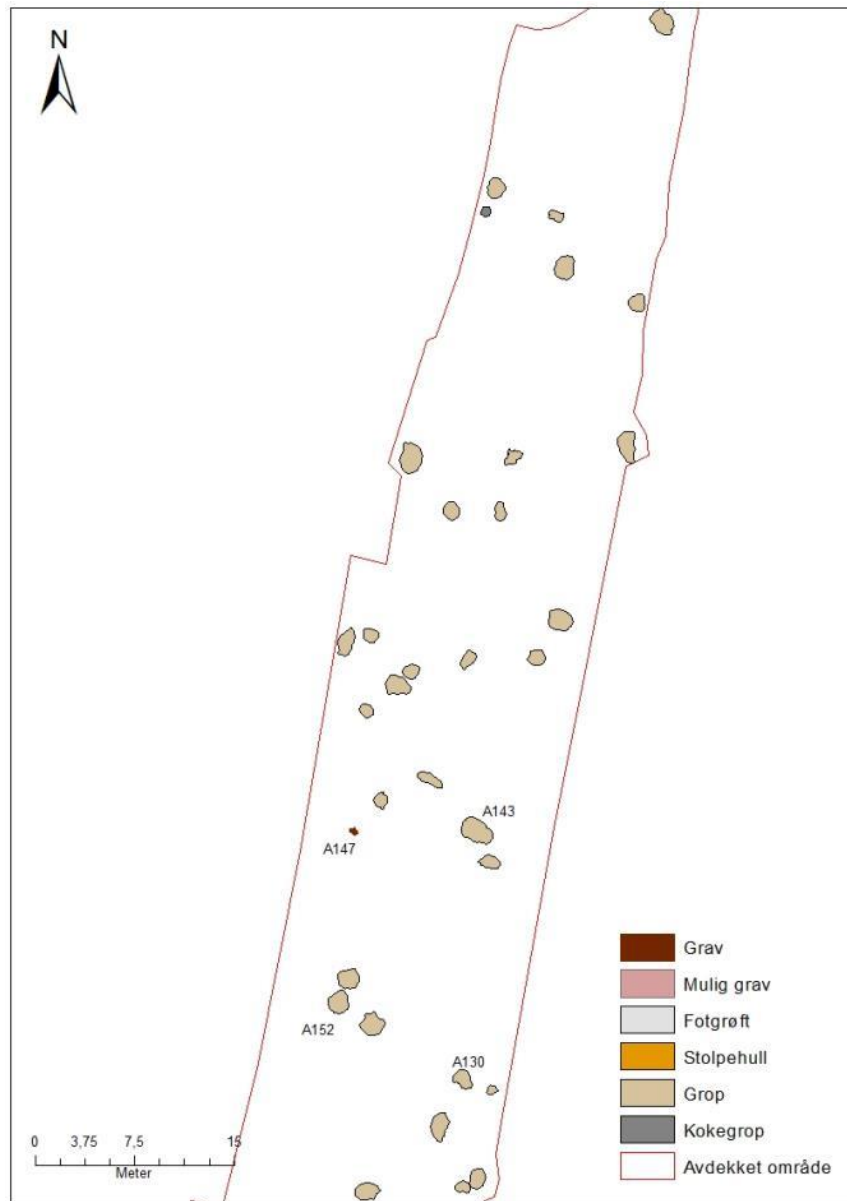 N
A143
A147
A152
A130
0 3,75 7,5 15
Meter
Grav
Mulig grav
Fotgrøft
Stolpehull
Grop
Kokegrop
Avdekket område